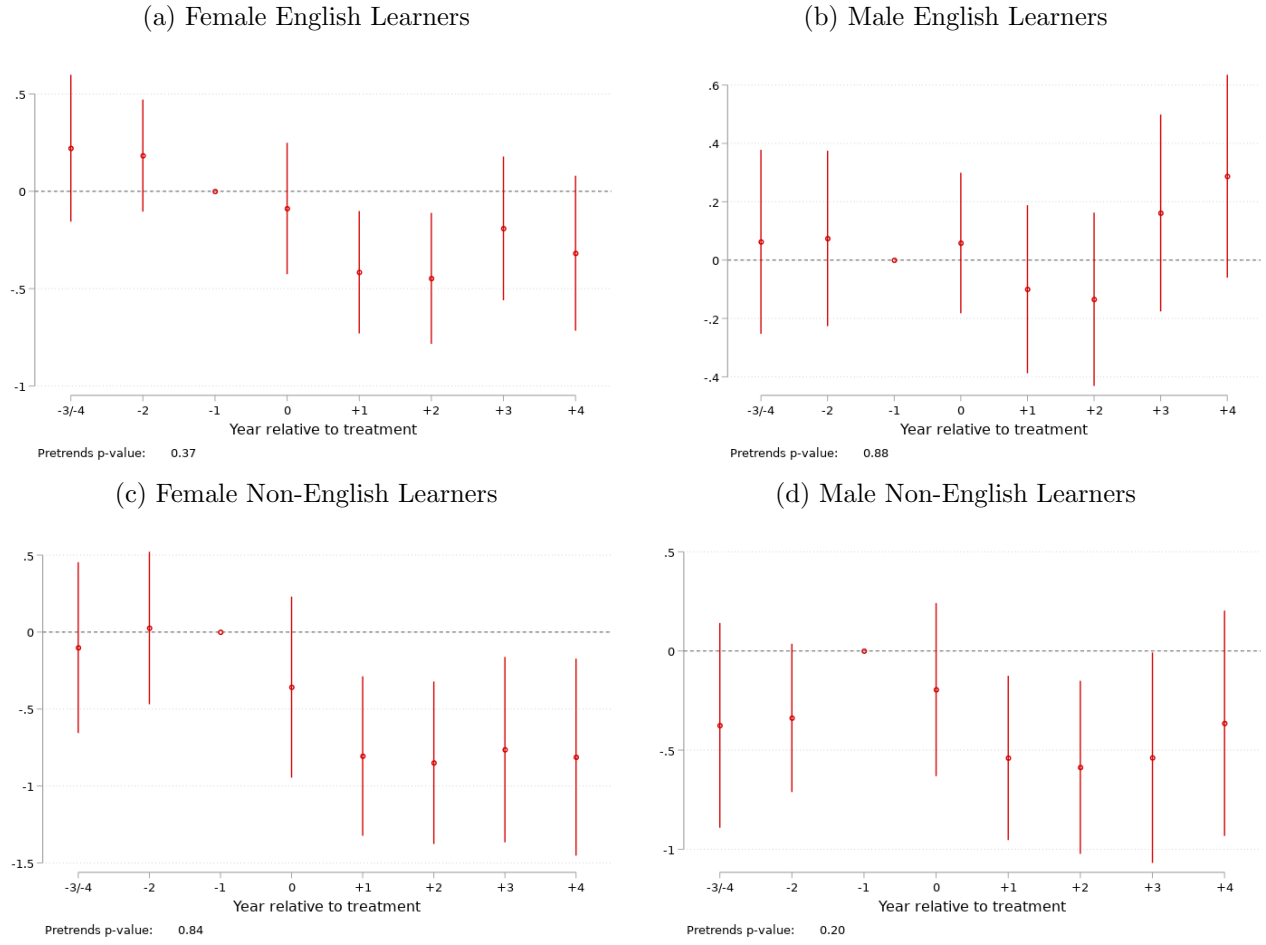 (a) Female English Learners
.5
0
-.5
-1
-3/-4 -2 -1 0 +1 +2 +3 +4
Year relative to treatment
Pretrends p-value: 0.37
(b) Male English Learners
.6
.4
.2
0
-.2
-.4
-3/-4 -2 -1 0 +1 +2 +3 +4
Year relative to treatment
Pretrends p-value: 0.88
(c) Female Non-English Learners
.5
0
-.5
-1
-1.5
-3/-4 -2 -1 0 +1 +2 +3 +4
Year relative to treatment
Pretrends p-value: 0.84
(d) Male Non-English Learners
.5
0
-.5
-1
-3/-4 -2 -1 0 +1 +2 +3 +4
Year relative to treatment
Pretrends p-value: 0.20